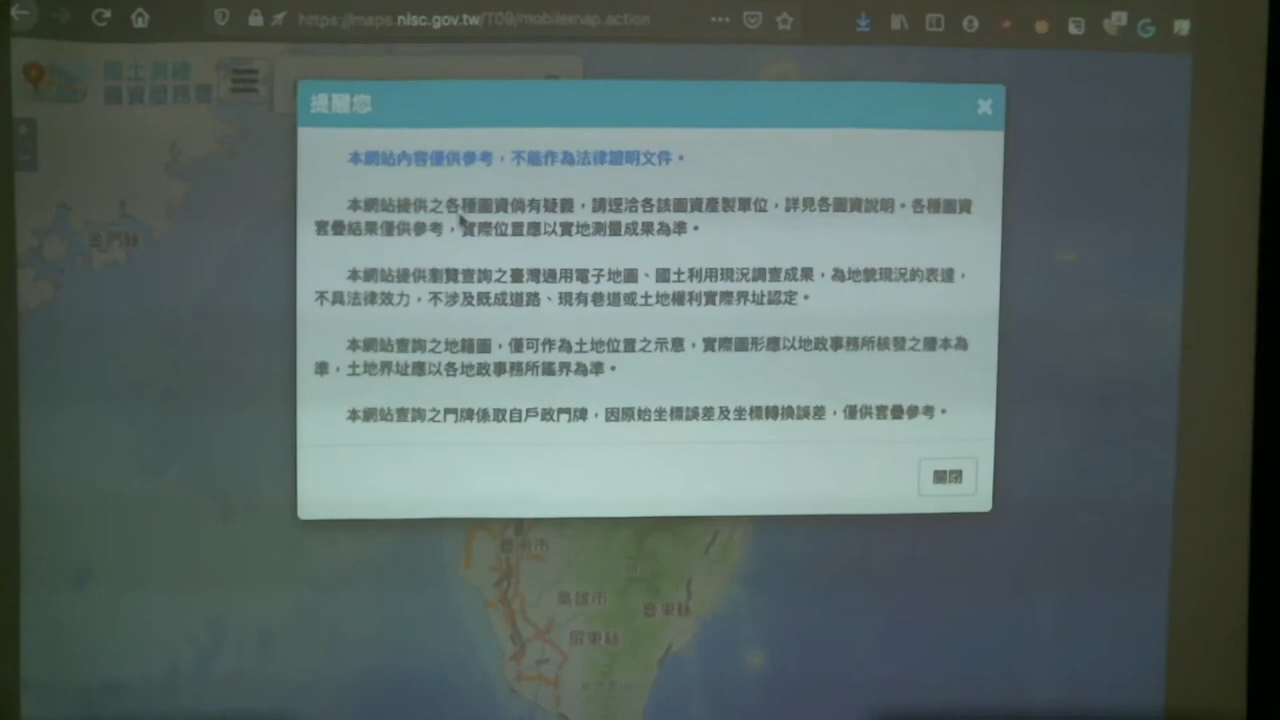 https://maps.nlsc.gov.tw/T09/mobilemap.action
國土測繪
圖資服務雲
提醒您
本網站內容僅供參考，不能作為法律證明文件。
本網站提供之各種圖資倘有疑義，請逕洽各該圖資產製單位，詳見各圖資說明。各種圖資
套疊結果僅供參考，實際位置應以實地測量成果為準。
本網站提供瀏覽查詢之臺灣通用電子地圖、國土利用現況調查成果，為地貌現況的表達，
不具法律效力，不涉及既成道路、現有巷道或土地權利實際界址認定。
本網站查詢之地籍圖，僅可作為土地位置之示意，實際圖形應以地政事務所核發之謄本為
準，土地界址應以各地政事務所鑑界為準。
本網站查詢之門牌係取自戶政門牌，因原始坐標誤差及坐標轉換誤差，僅供套疊參考。
關閉
金門縣
臺南市
高雄市
臺東縣
屏東縣